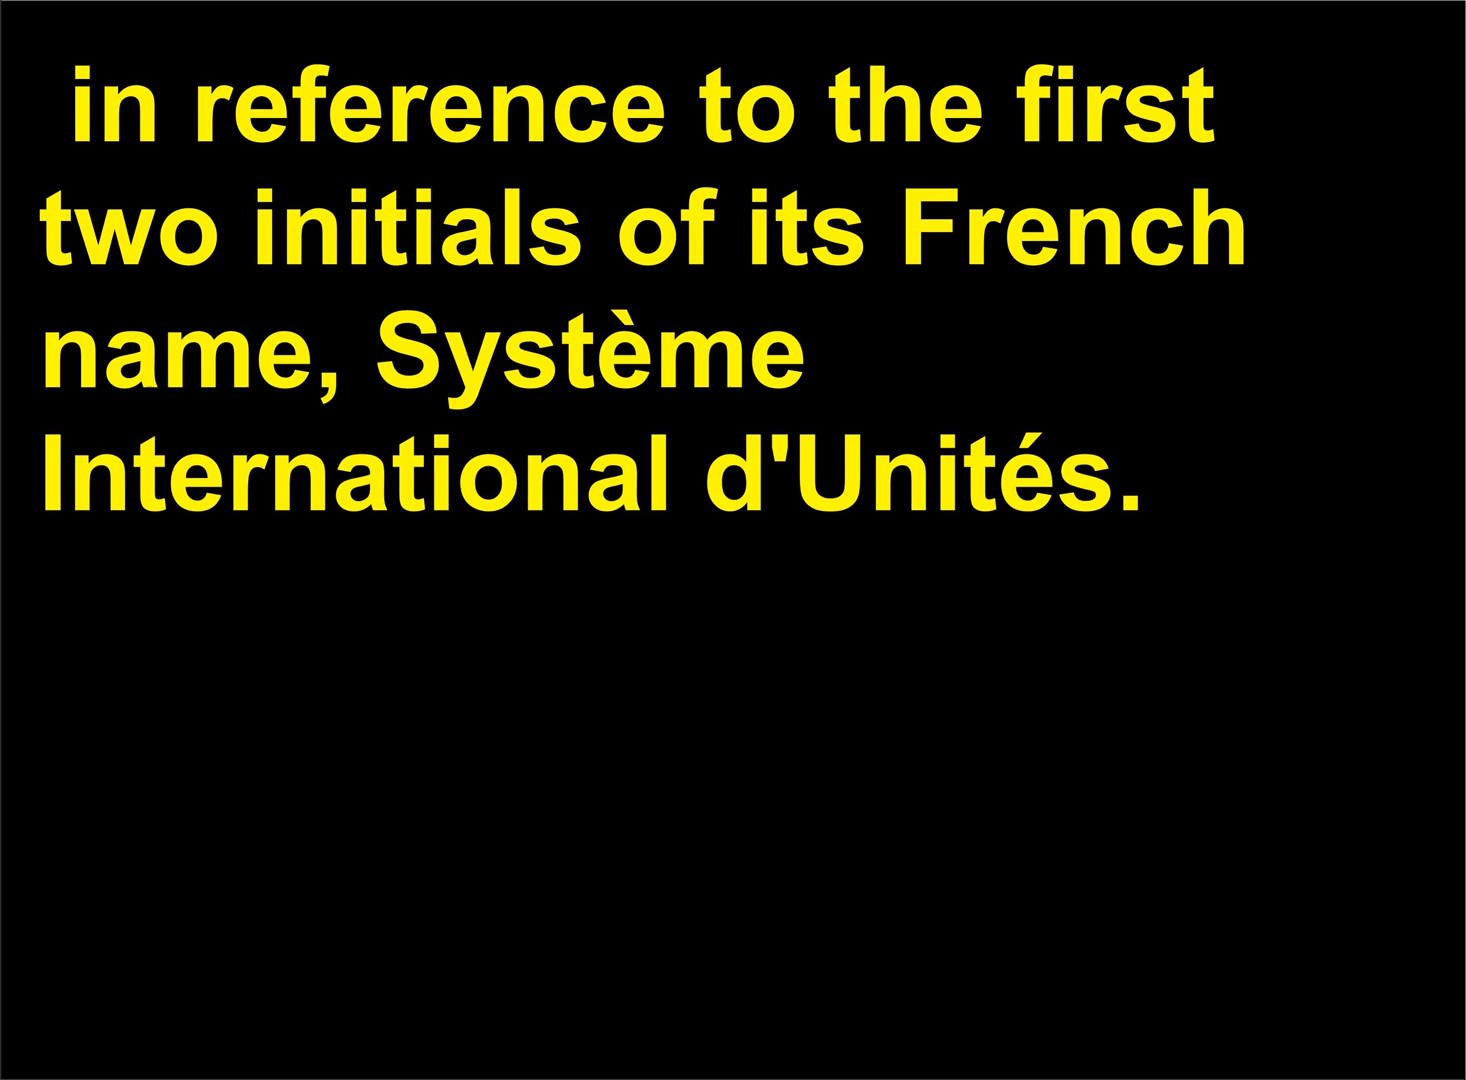 in reference to the first
two initials of its French
name, Système
International d'Unités.